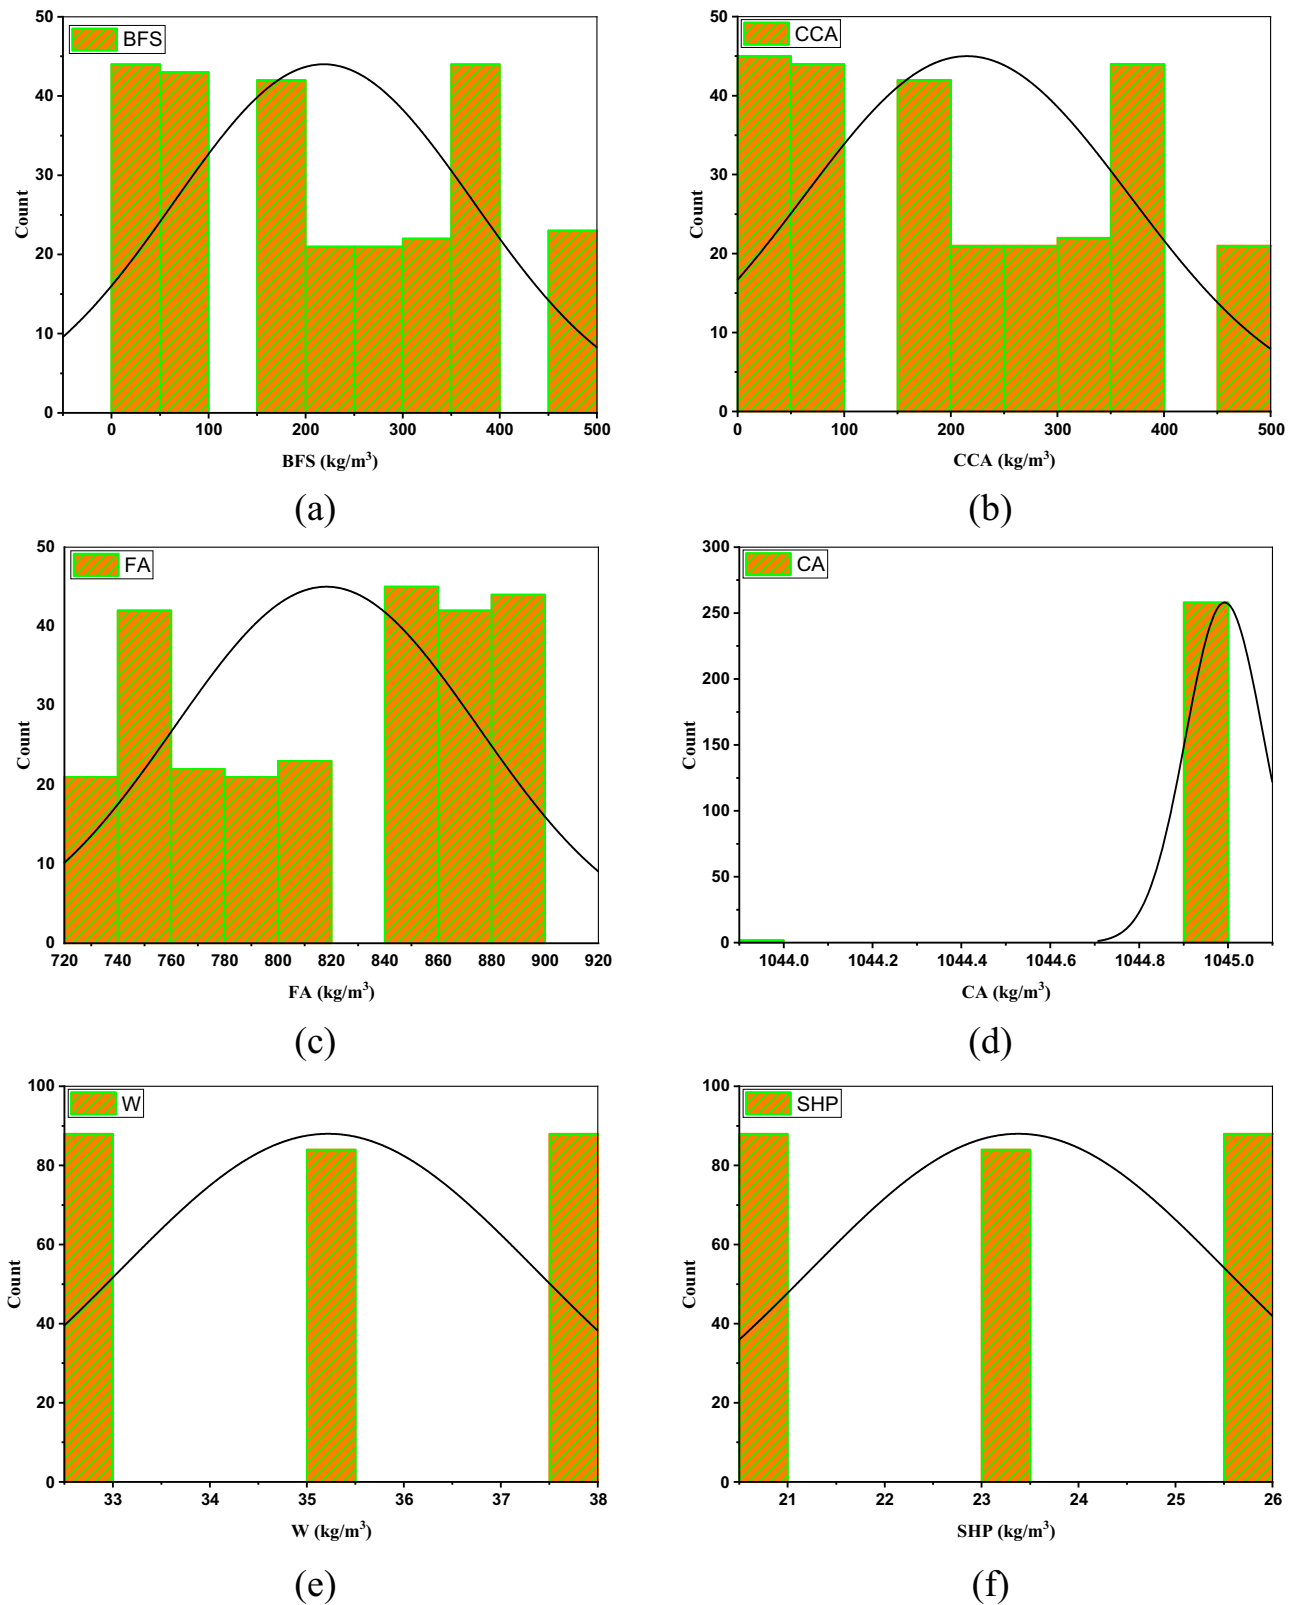 BFS
Count
50
40
30
20
10
0
0 100 200 300 400 500
BFS (kg/m³)
(a)
CCA
Count
50
40
30
20
10
0
0 100 200 300 400 500
CCA (kg/m³)
(b)
FA
Count
50
40
30
20
10
0
720 740 760 780 800 820 840 860 880 900 920
FA (kg/m³)
(c)
CA
Count
300
250
200
150
100
50
0
1044.0 1044.2 1044.4 1044.6 1044.8 1045.0
CA (kg/m³)
(d)
W
Count
100
80
60
40
20
0
33 34 35 36 37 38
W (kg/m³)
(e)
SHP
Count
100
80
60
40
20
0
21 22 23 24 25 26
SHP (kg/m³)
(f)